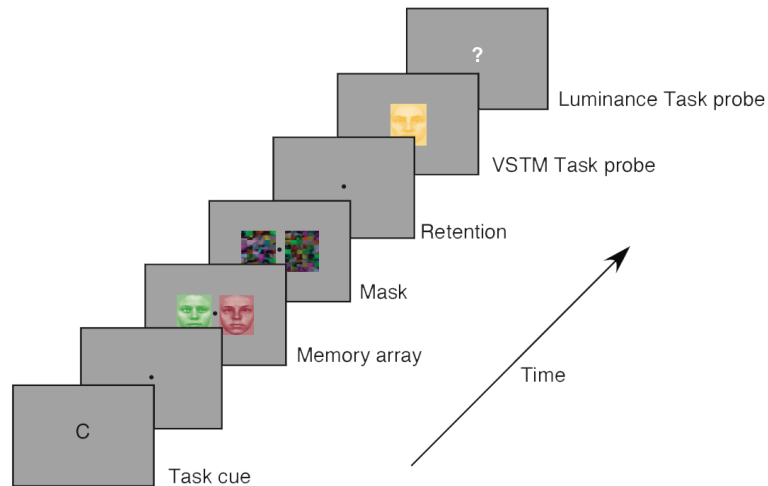 ?
Luminance Task probe
VSTM Task probe
Retention
Mask
Memory array
Time
C
Task cue